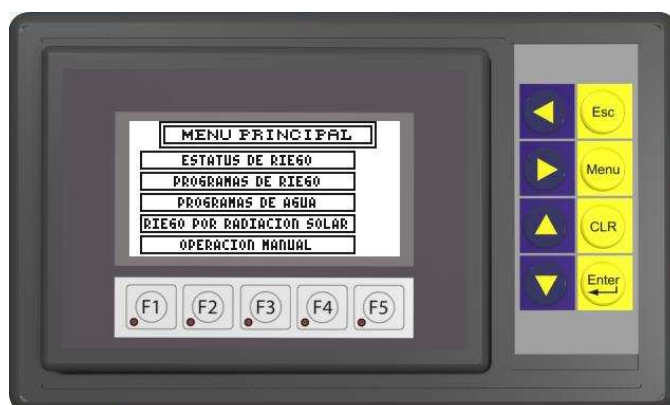 MENU PRINCIPAL
ESTATUS DE RIEGO
PROGRAMAS DE RIEGO
PROGRAMAS DE AGUA
RIEGO POR RADIACION SOLAR
OPERACION MANUAL
F1 F2 F3 F4 F5
Esc
Menu
CLR
Enter